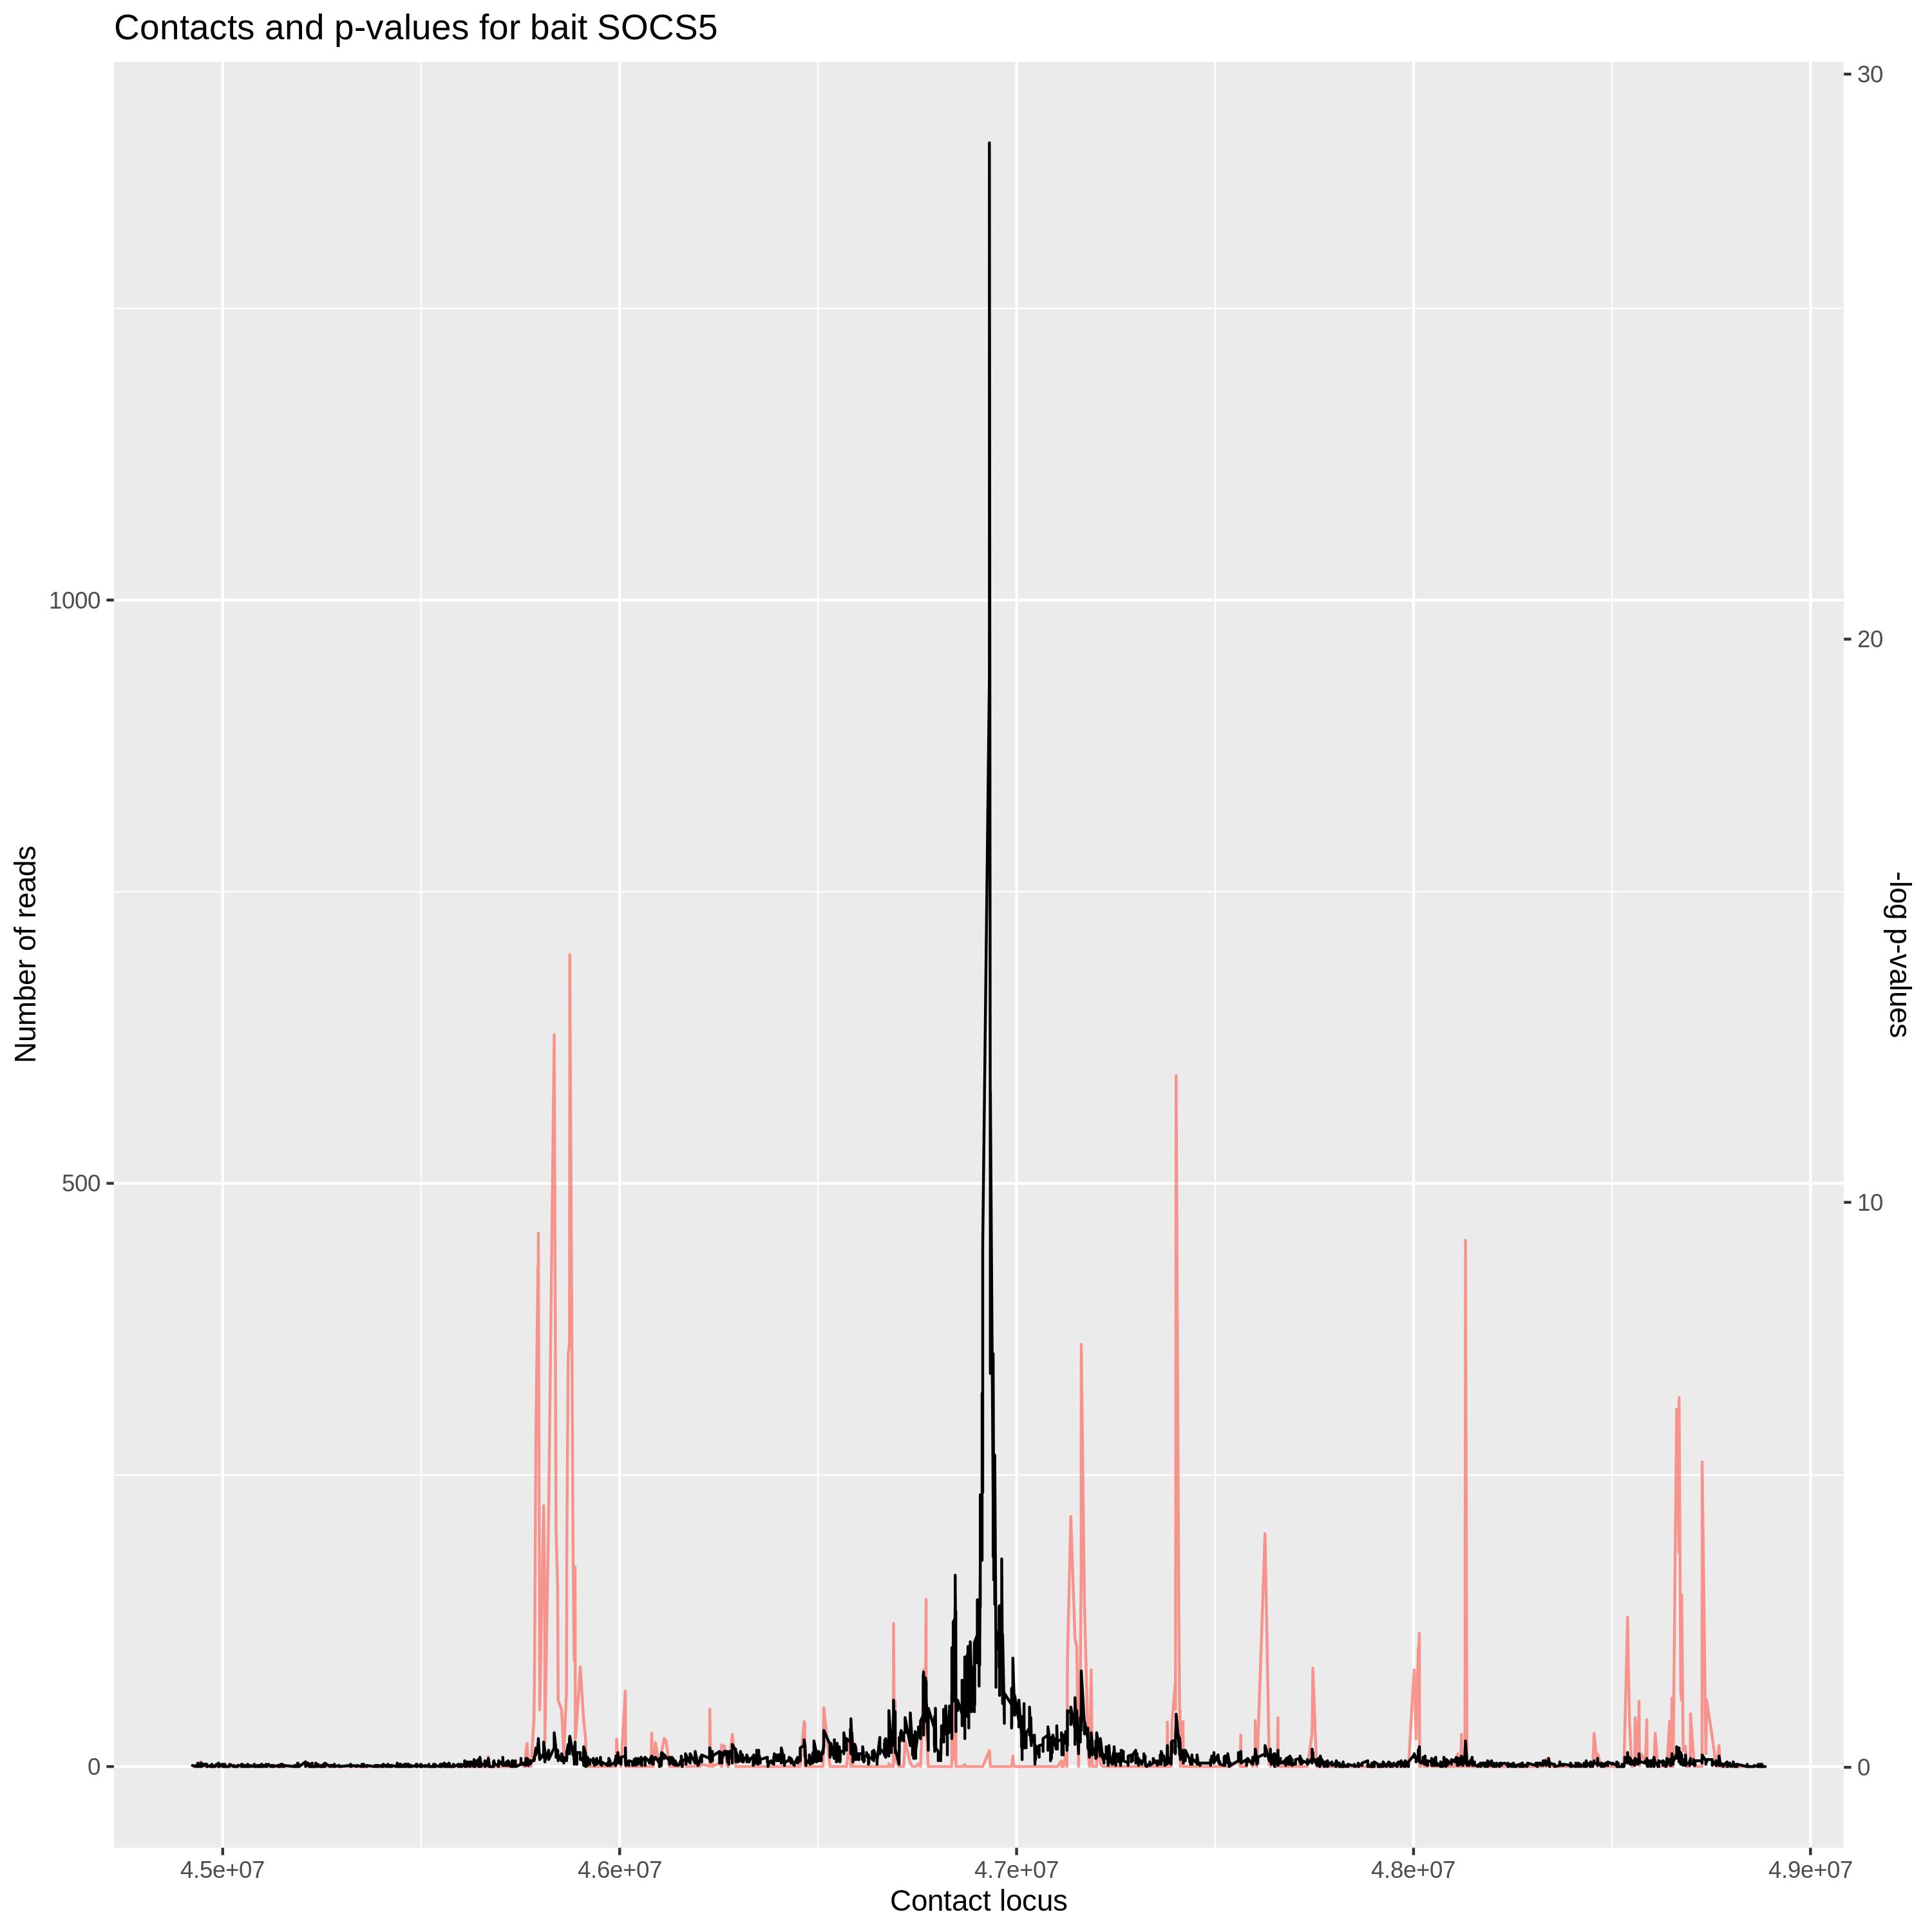 Contacts and p-values for bait SOCS5
Number of reads
1000
500
0
30
20
10
0
-log p-values
4.5e+07
4.6e+07
4.7e+07
4.8e+07
4.9e+07
Contact locus